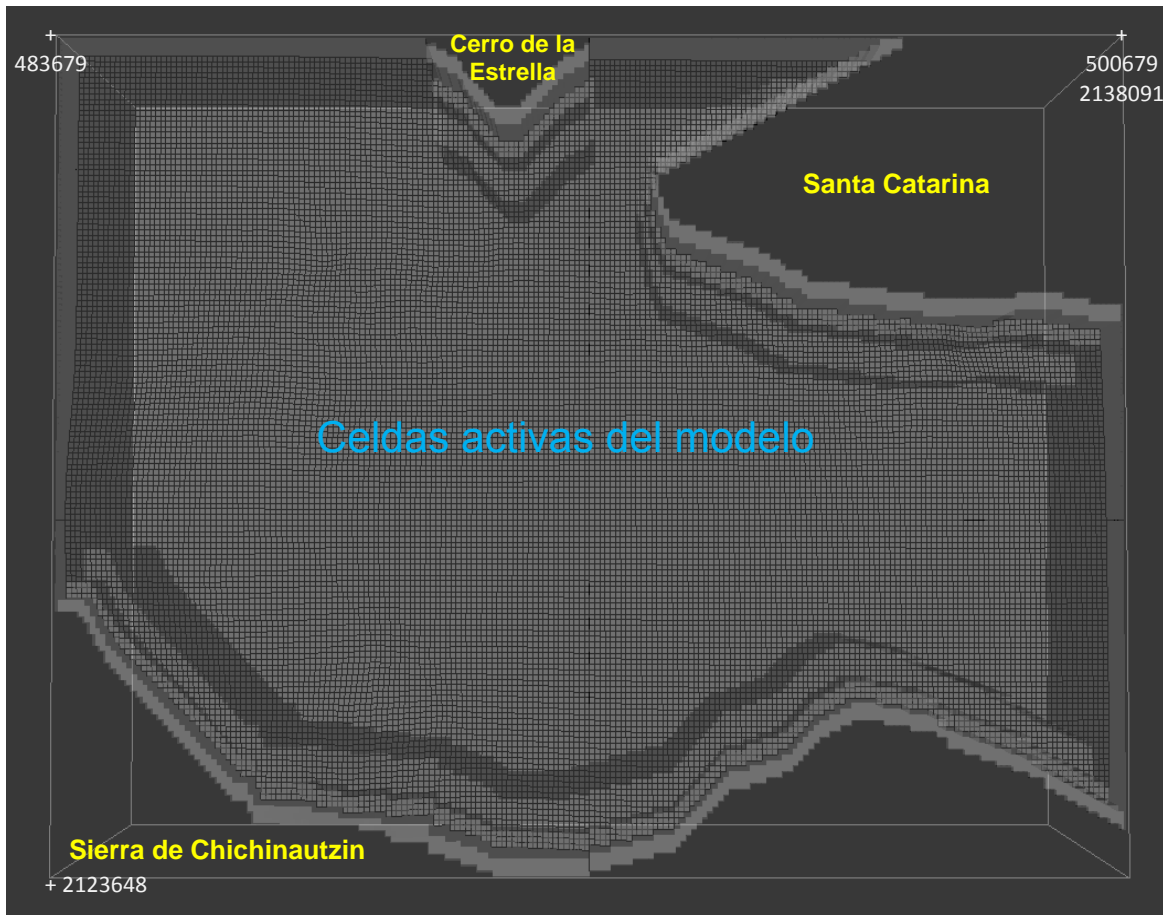 +
Cerro de la
Estrella
+
483679
500679
2138091
Santa Catarina
Celdas activas del modelo
Sierra de Chichinautzin
+ 2123648